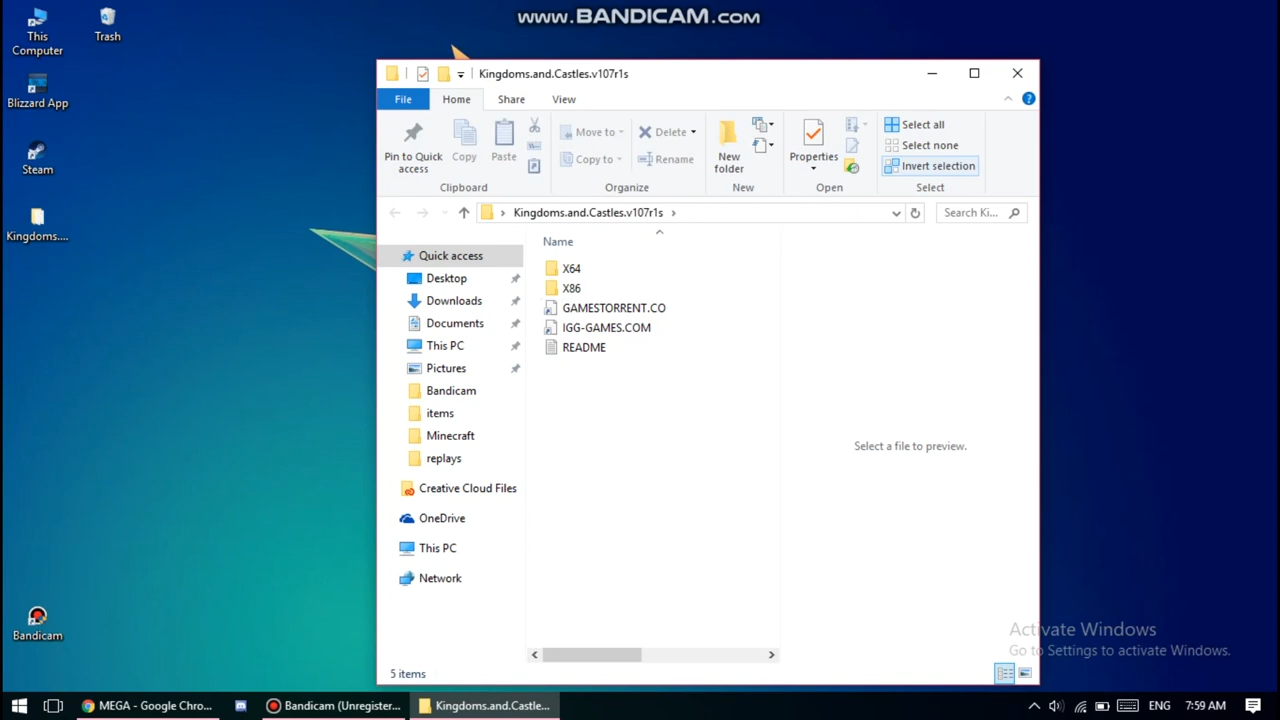 www.BANDICAM.com
This
Computer
Trash
Blizzard App
Steam
Kingdoms....
Bandicam
Kingdoms.and.Castles.v107r1s
File
Home
Share
View
Pin to Quick
access
Copy
Paste
Clipboard
Move to
Copy to
Delete
Rename
Organize
New
folder
New
Properties
Open
Select all
Select none
Invert selection
Select
Kingdoms.and.Castles.v107r1s
Search Ki...
Quick access
Desktop
Downloads
Documents
This PC
Pictures
Bandicam
items
Minecraft
replays
Creative Cloud Files
OneDrive
This PC
Network
Name
X64
X86
GAMESTORRENT.CO
IGG-GAMES.COM
README
Select a file to preview.
5 items
Activate Windows
Go to Settings to activate Windows.
MEGA - Google Chro...
Bandicam (Unregister...
Kingdoms.and.Castle...
ENG
7:59 AM